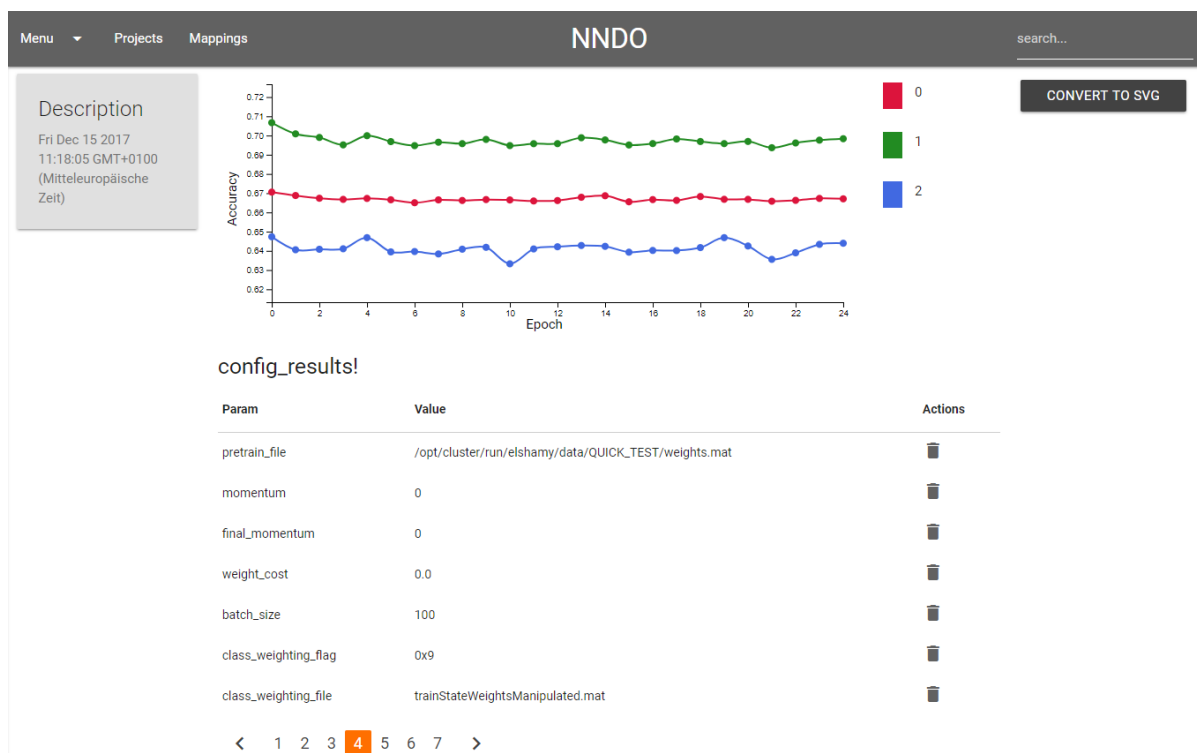 Menu Projects Mappings NNDO search...
Description
Fri Dec 15 2017
11:18:05 GMT+0100
(Mitteleuropäische
Zeit)
0.72
0.71
0.70
0.69
0.68
0.67
0.66
0.65
0.64
0.63
0.62
Accuracy
0 2 4 6 8 10 12 14 16 18 20 22 24
Epoch
0
1
2
CONVERT TO SVG
config_results!
Param Value Actions
pretrain_file /opt/cluster/run/elshamy/data/QUICK_TEST/weights.mat
momentum 0
final_momentum 0
weight_cost 0.0
batch_size 100
class_weighting_flag 0x9
class_weighting_file trainStateWeightsManipulated.mat
1 2 3 4 5 6 7